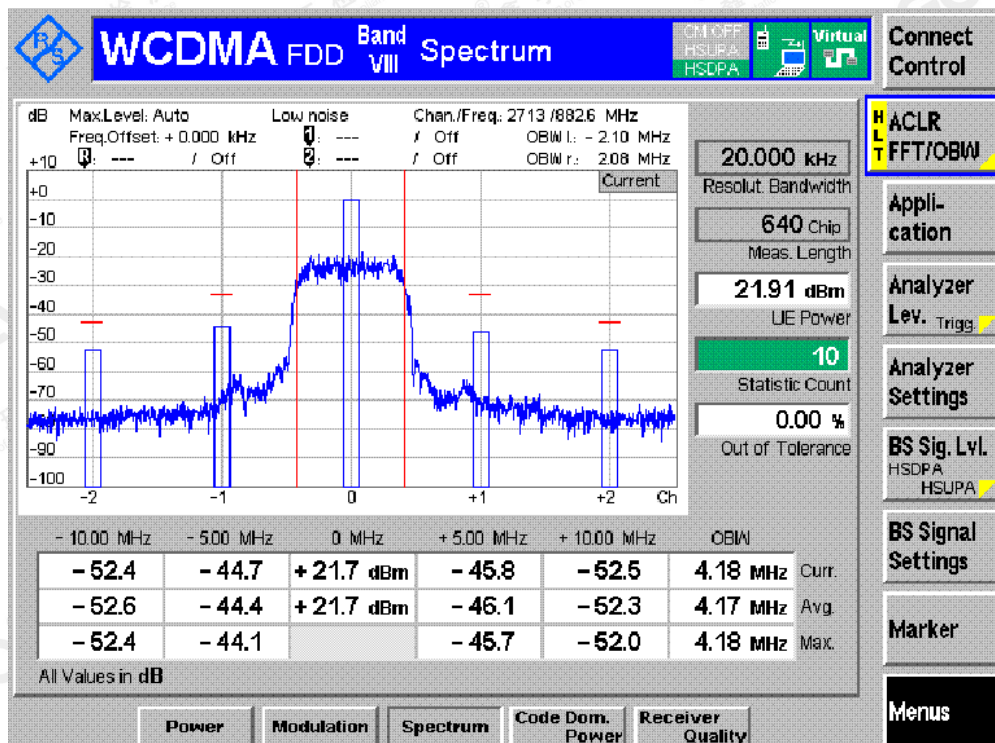 WCDMA FDD Band VIII Spectrum
CM OFF
HSUPA
HSDPA
Virtual
Connect Control
dB Max.Level: Auto Low noise Chan./Freq.: 2713 /882.6 MHz
Freq.Offset: + 0.000 kHz 1: --- / Off OBW l.: - 2.10 MHz
R: --- / Off 2: --- / Off OBW r.: 2.08 MHz
Current
+10
+0
-10
-20
-30
-40
-50
-60
-70
-90
-100
-2 -1 0 +1 +2 Ch
20.000 kHz
Resolut. Bandwidth
640 Chip
Meas. Length
21.91 dBm
UE Power
10
Statistic Count
0.00 %
Out of Tolerance
- 10.00 MHz - 5.00 MHz 0 MHz + 5.00 MHz + 10.00 MHz OBW
- 52.4 - 44.7 + 21.7 dBm - 45.8 - 52.5 4.18 MHz Curr.
- 52.6 - 44.4 + 21.7 dBm - 46.1 - 52.3 4.17 MHz Avg.
- 52.4 - 44.1 - 45.7 - 52.0 4.18 MHz Max.
All Values in dB
HLT
ACLR
FFT/OBW
Appli-
cation
Analyzer
Lev. Trigg.
Analyzer
Settings
BS Sig. Lvl.
HSDPA
HSUPA
BS Signal
Settings
Marker
Menus
Power
Modulation
Spectrum
Code Dom.
Power
Receiver
Quality